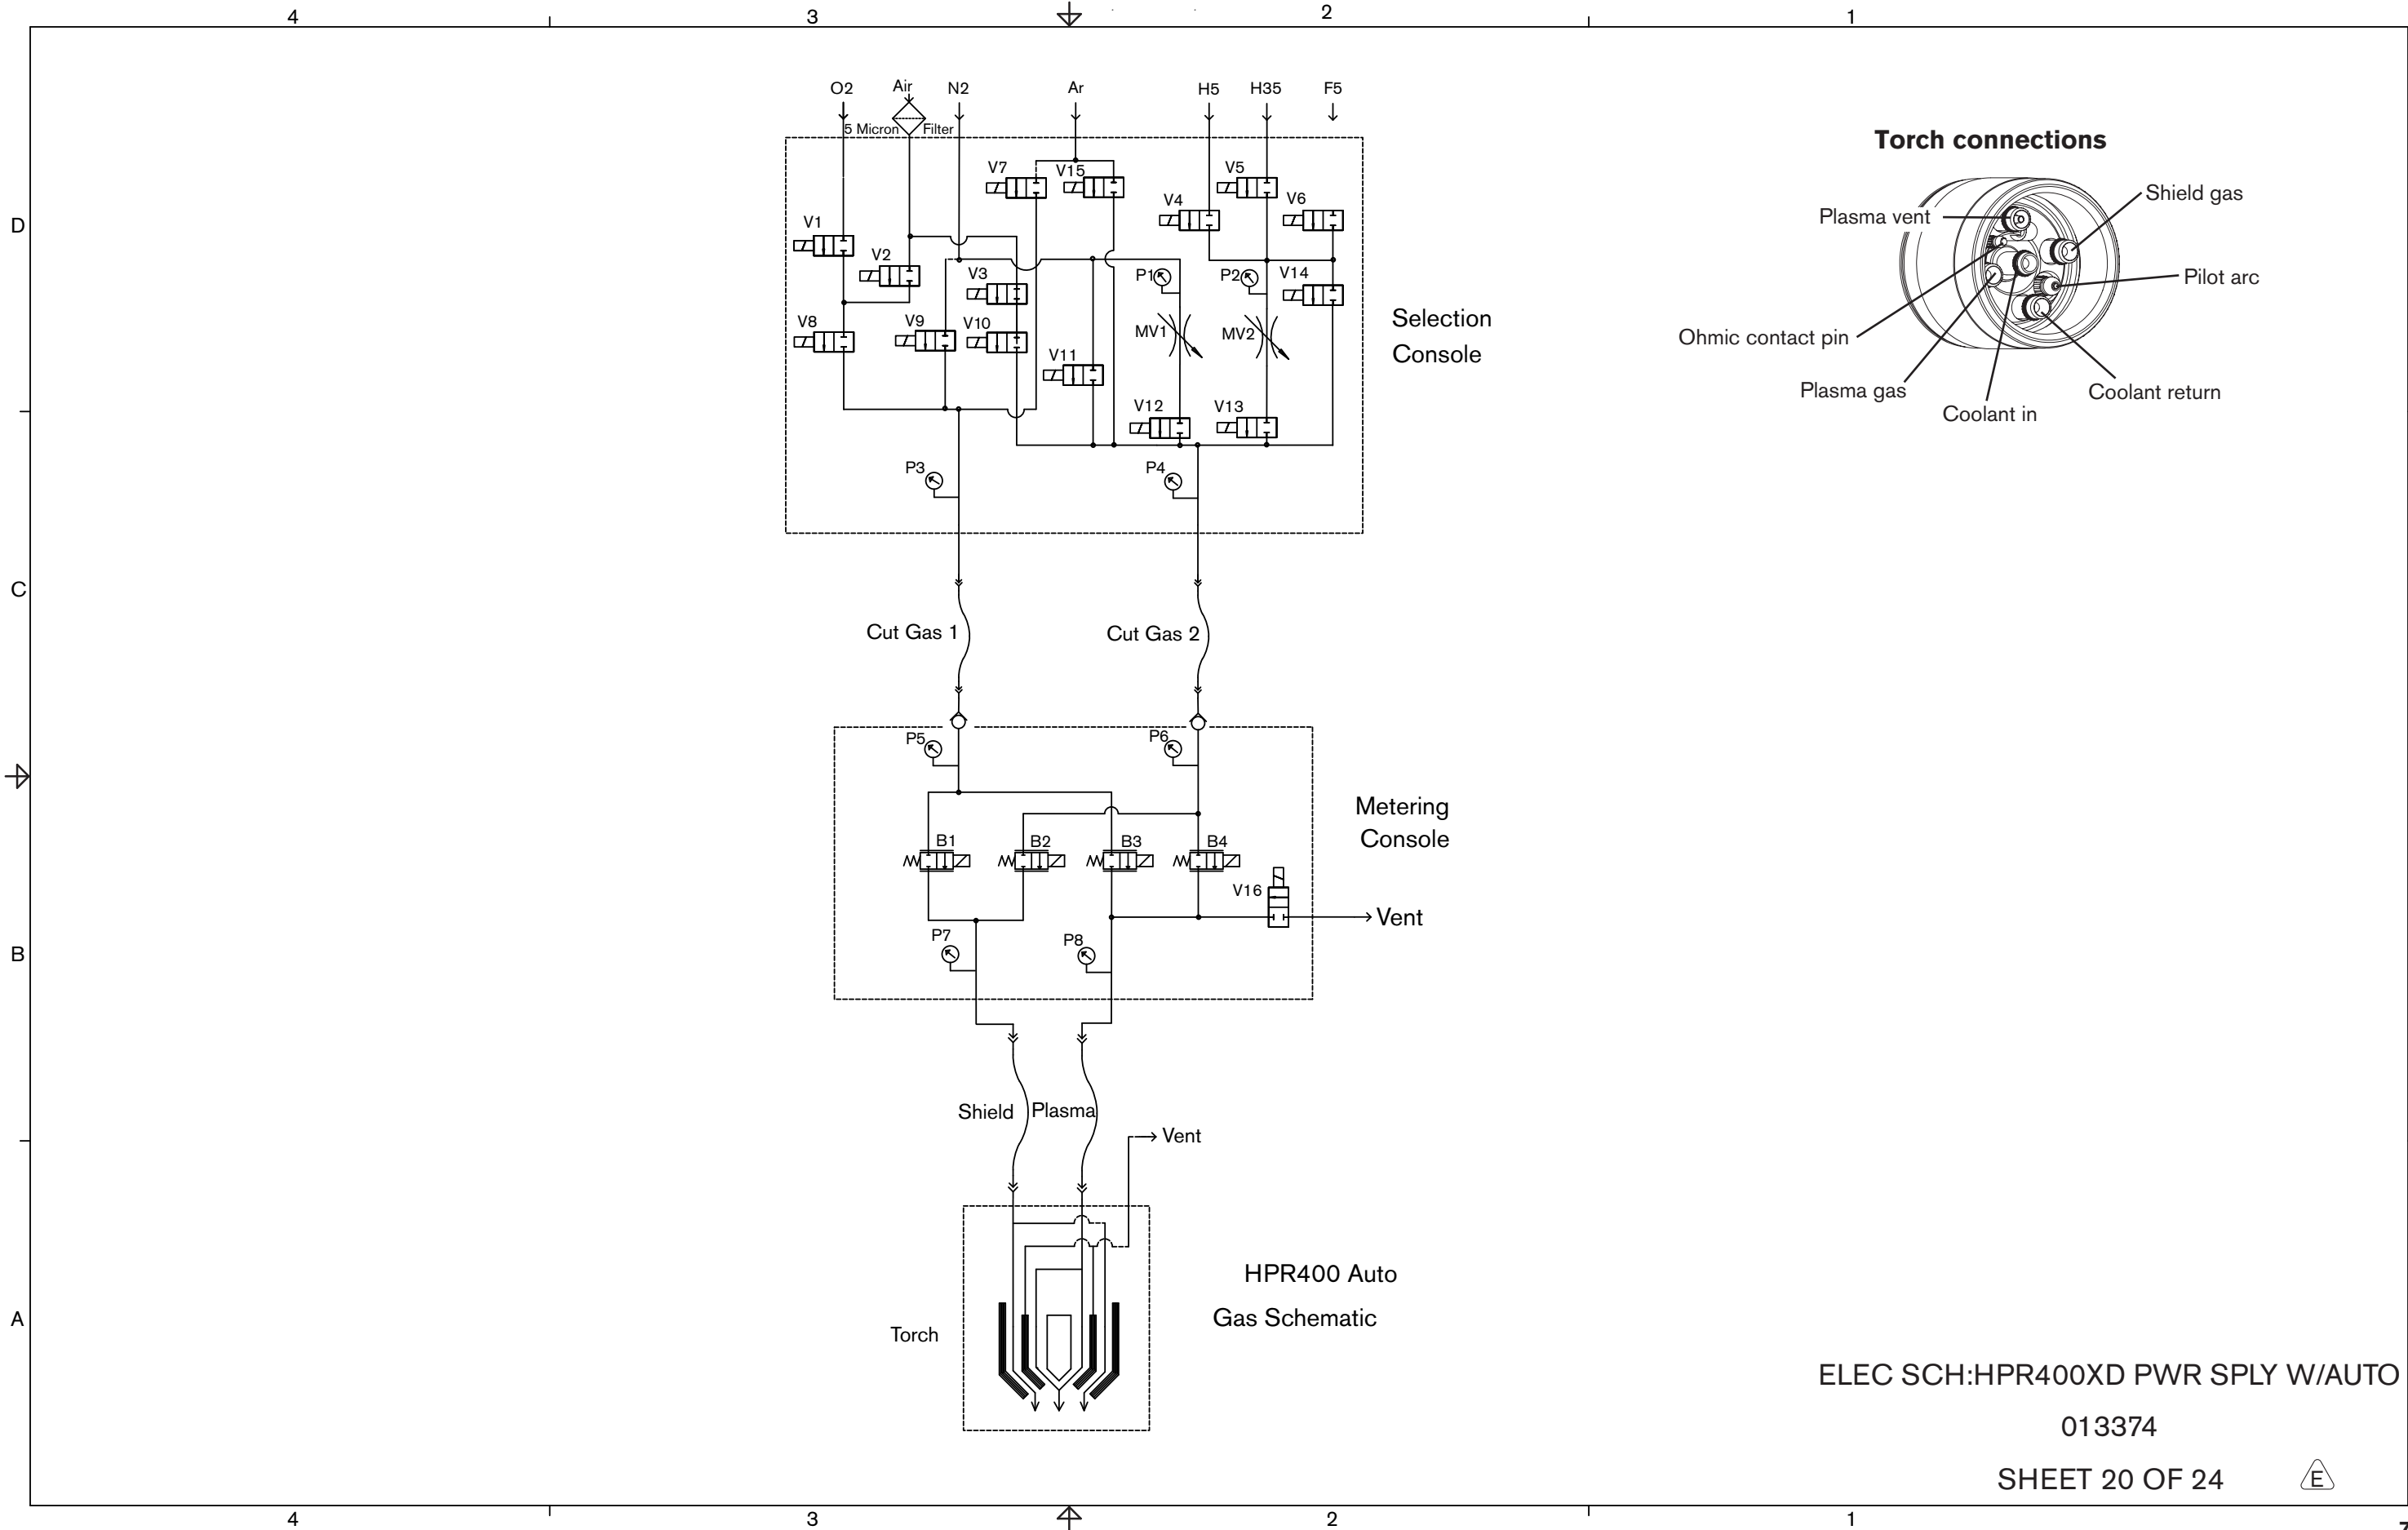 4 3 2 1
O2 Air N2 Ar H5 H35 F5
5 Micron Filter
Torch connections
V7 V15 V5
V4 V6
Shield gas
Plasma vent
D
V1
V2
V3 P1 P2 V14
Pilot arc
V8 V9 V10 MV1 MV2
Selection
Console
Ohmic contact pin
V11
Plasma gas
Coolant return
V12 V13
Coolant in
P3 P4
C
Cut Gas 1 Cut Gas 2
P5 P6
Metering
Console
B1 B2 B3 B4
V16
Vent
P7 P8
B
Shield Plasma
Vent
HPR400 Auto
Gas Schematic
A
Torch
ELEC SCH:HPR400XD PWR SPLY W/AUTO
013374
SHEET 20 OF 24 E
4 3 2 1